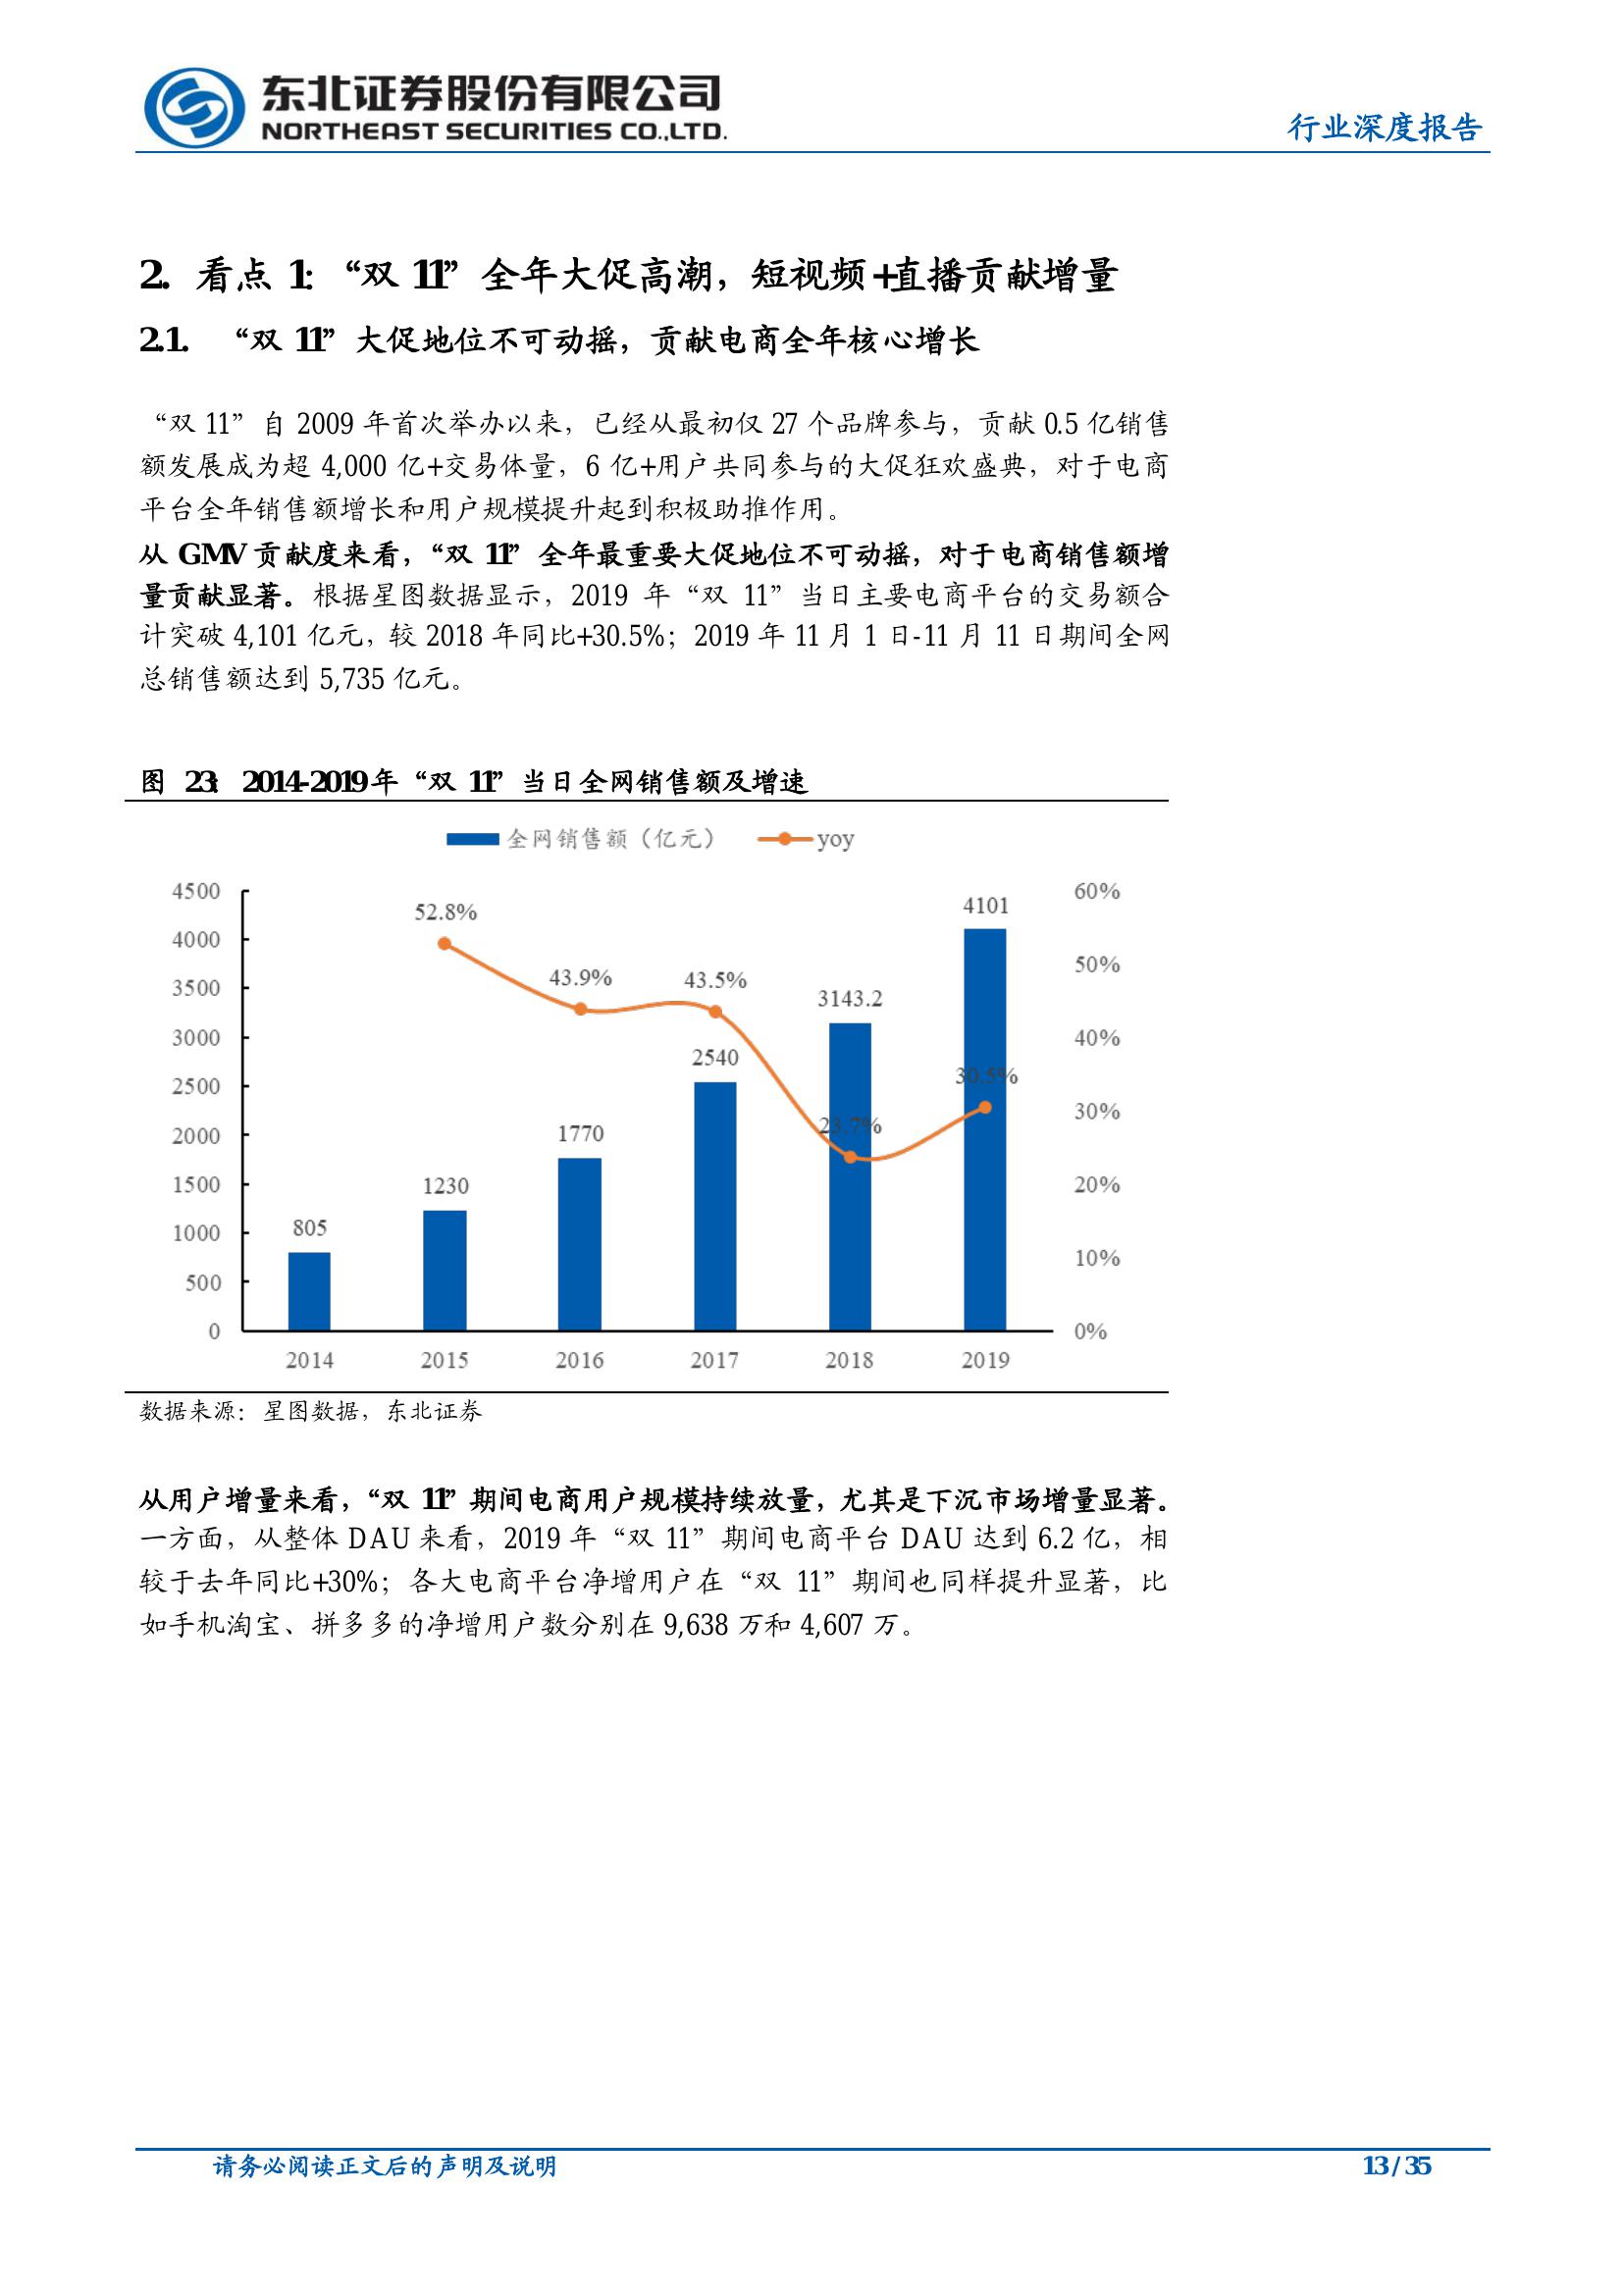 东北证券股份有限公司
NORTHEAST SECURITIES CO.,LTD.
行业深度报告
2. 看点 1：“双 11”全年大促高潮，短视频+直播贡献增量
2.1. “双 11”大促地位不可动摇，贡献电商全年核心增长
“双 11”自 2009 年首次举办以来，已经从最初仅 27 个品牌参与，贡献 0.5 亿销售
额发展成为超 4,000 亿+交易体量，6 亿+用户共同参与的大促狂欢盛典，对于电商
平台全年销售额增长和用户规模提升起到积极助推作用。
从 GMV 贡献度来看，“双 11”全年最重要大促地位不可动摇，对于电商销售额增
量贡献显著。根据星图数据显示，2019 年“双 11”当日主要电商平台的交易额合
计突破 4,101 亿元，较 2018 年同比+30.5%；2019 年 11 月 1 日-11 月 11 日期间全网
总销售额达到 5,735 亿元。
图 23：2014-2019 年“双 11”当日全网销售额及增速
全网销售额（亿元） yoy
4500 60%
4000 50%
3500 40%
3000 30%
2500 20%
2000 10%
1500 0%
1000
500
0
52.8% 43.9% 43.5% 23.7% 30.5%
805 1230 1770 2540 3143.2 4101
2014 2015 2016 2017 2018 2019
数据来源：星图数据，东北证券
从用户增量来看，“双 11”期间电商用户规模持续放量，尤其是下沉市场增量显著。
一方面，从整体 DAU 来看，2019 年“双 11”期间电商平台 DAU 达到 6.2 亿，相
较于去年同比+30%；各大电商平台净增用户在“双 11”期间也同样提升显著，比
如手机淘宝、拼多多的净增用户数分别在 9,638 万和 4,607 万。
请务必阅读正文后的声明及说明
13 / 35